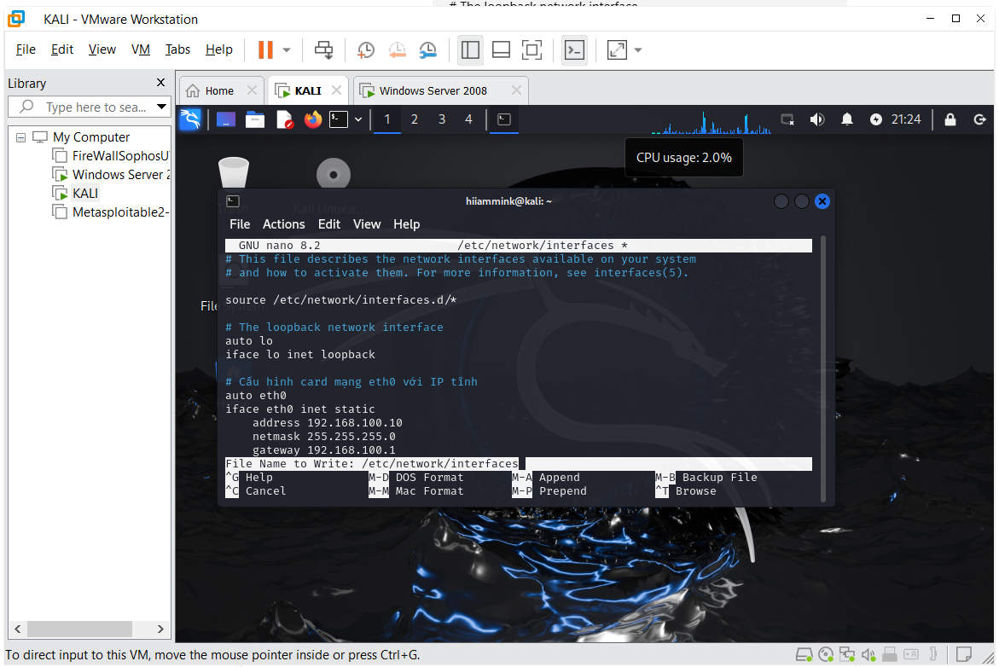 # The loopback network interface
KALI - VMware Workstation
File Edit View VM Tabs Help
Library
Type here to sea...
My Computer
FireWallSophosU
Windows Server 2
KALI
Metasploitable2-
Home
KALI
Windows Server 2008
1 2 3 4
21:24
CPU usage: 2.0%
hiiammink@kali: ~
File Actions Edit View Help
GNU nano 8.2 /etc/network/interfaces *
# This file describes the network interfaces available on your system
# and how to activate them. For more information, see interfaces(5).
source /etc/network/interfaces.d/*
# The loopback network interface
auto lo
iface lo inet loopback
# Cấu hình card mạng eth0 với IP tĩnh
auto eth0
iface eth0 inet static
address 192.168.100.10
netmask 255.255.255.0
gateway 192.168.100.1
File Name to Write: /etc/network/interfaces
^G Help M-D DOS Format M-A Append M-B Backup File
^C Cancel M-M Mac Format M-P Prepend ^T Browse
To direct input to this VM, move the mouse pointer inside or press Ctrl+G.